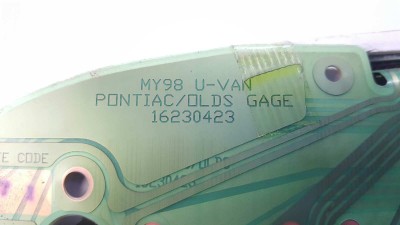 MY98 U-VAN
PONTIAC/OLDS GAGE
16230423
E CODE